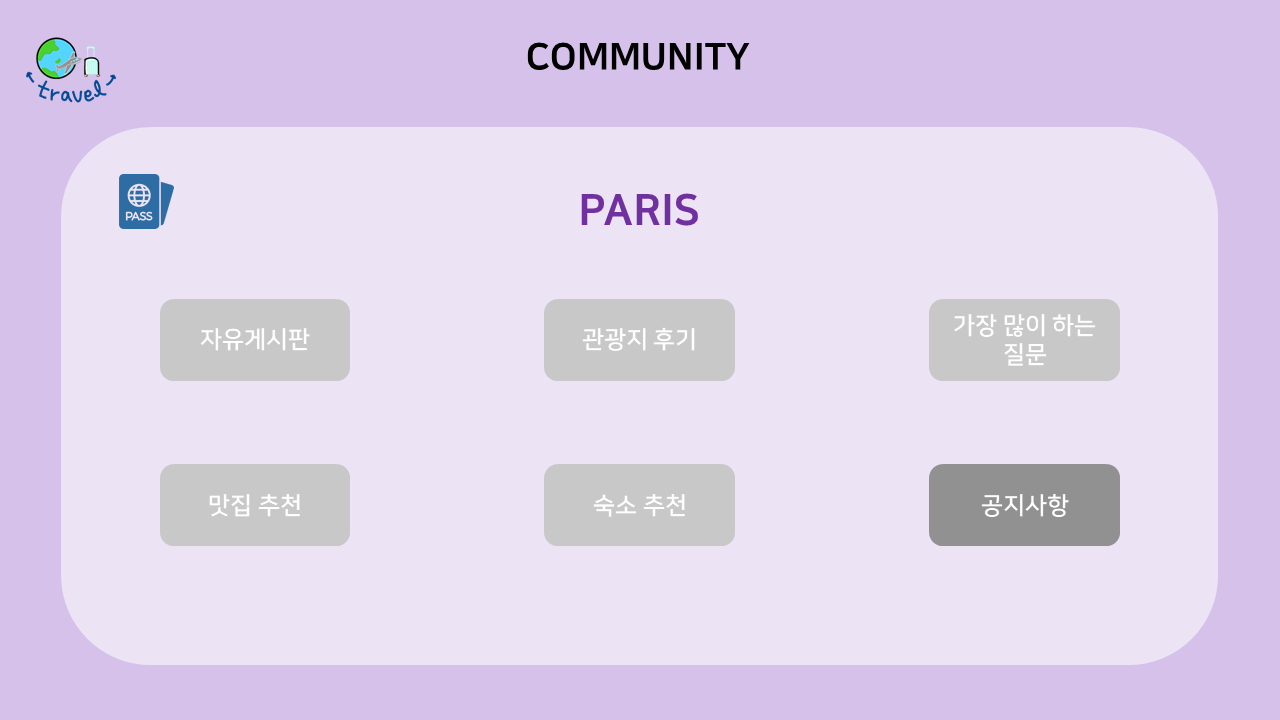 COMMUNITY
travel
PASS
PARIS
자유게시판
관광지 후기
가장 많이 하는
질문
맛집 추천
숙소 추천
공지사항